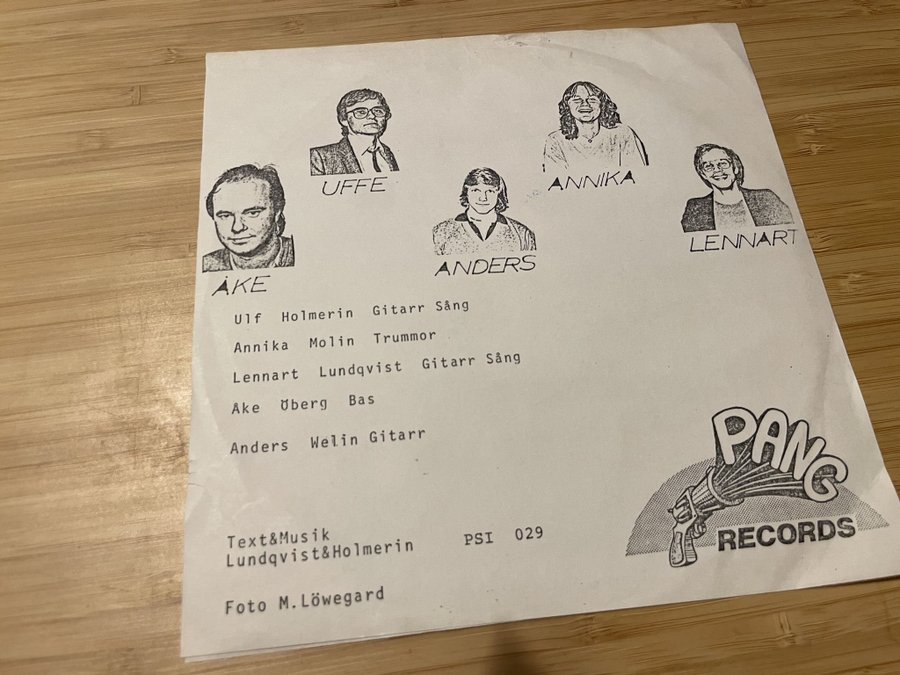 UFFE
ANNIKA
ÅKE
ANDERS
LENNART
Ulf Holmerin Gitarr Sång
Annika Molin Trummor
Lennart Lundqvist Gitarr Sång
Åke Öberg Bas
Anders Welin Gitarr
Text&Musik
Lundqvist&Holmerin
PSI 029
Foto M.Löwegard
PANG
RECORDS